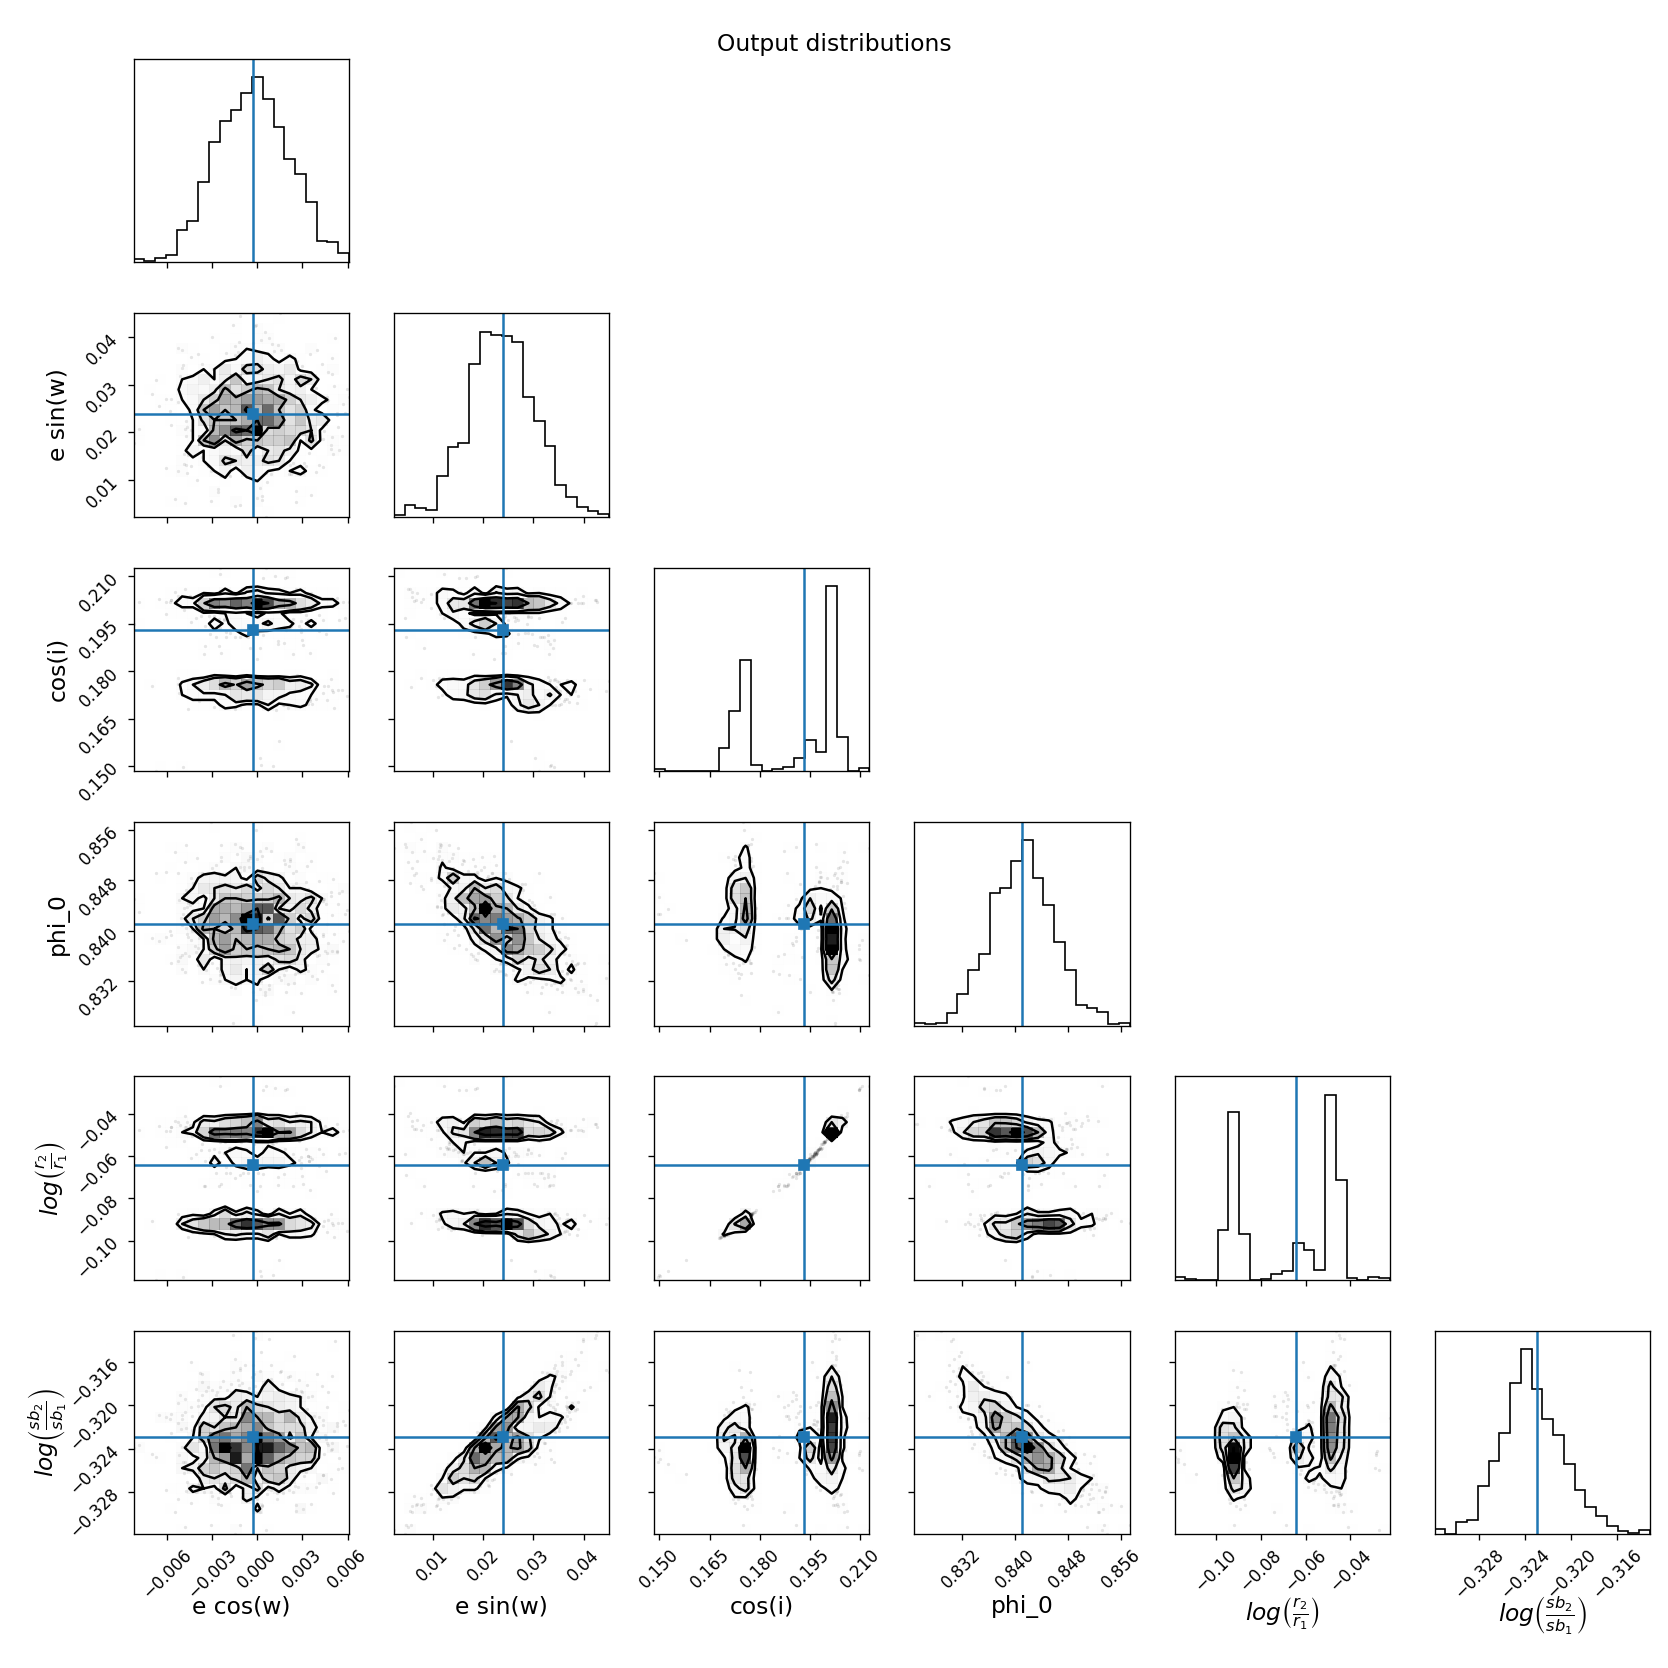 Output distributions
e sin(w)
0.04
0.03
0.02
0.01
cos(i)
0.210
0.195
0.180
0.165
0.150
phi_0
0.856
0.848
0.840
0.832
log(r₂/r₁)
−0.04
−0.06
−0.08
−0.10
log(sb₂/sb₁)
−0.316
−0.320
−0.324
−0.328
−0.006 −0.003 0.000 0.003 0.006
0.01 0.02 0.03 0.04
0.150 0.165 0.180 0.195 0.210
0.832 0.840 0.848 0.856
−0.10 −0.08 −0.06 −0.04
−0.328 −0.324 −0.320 −0.316
e cos(w)
e sin(w)
cos(i)
phi_0
log(r₂/r₁)
log(sb₂/sb₁)